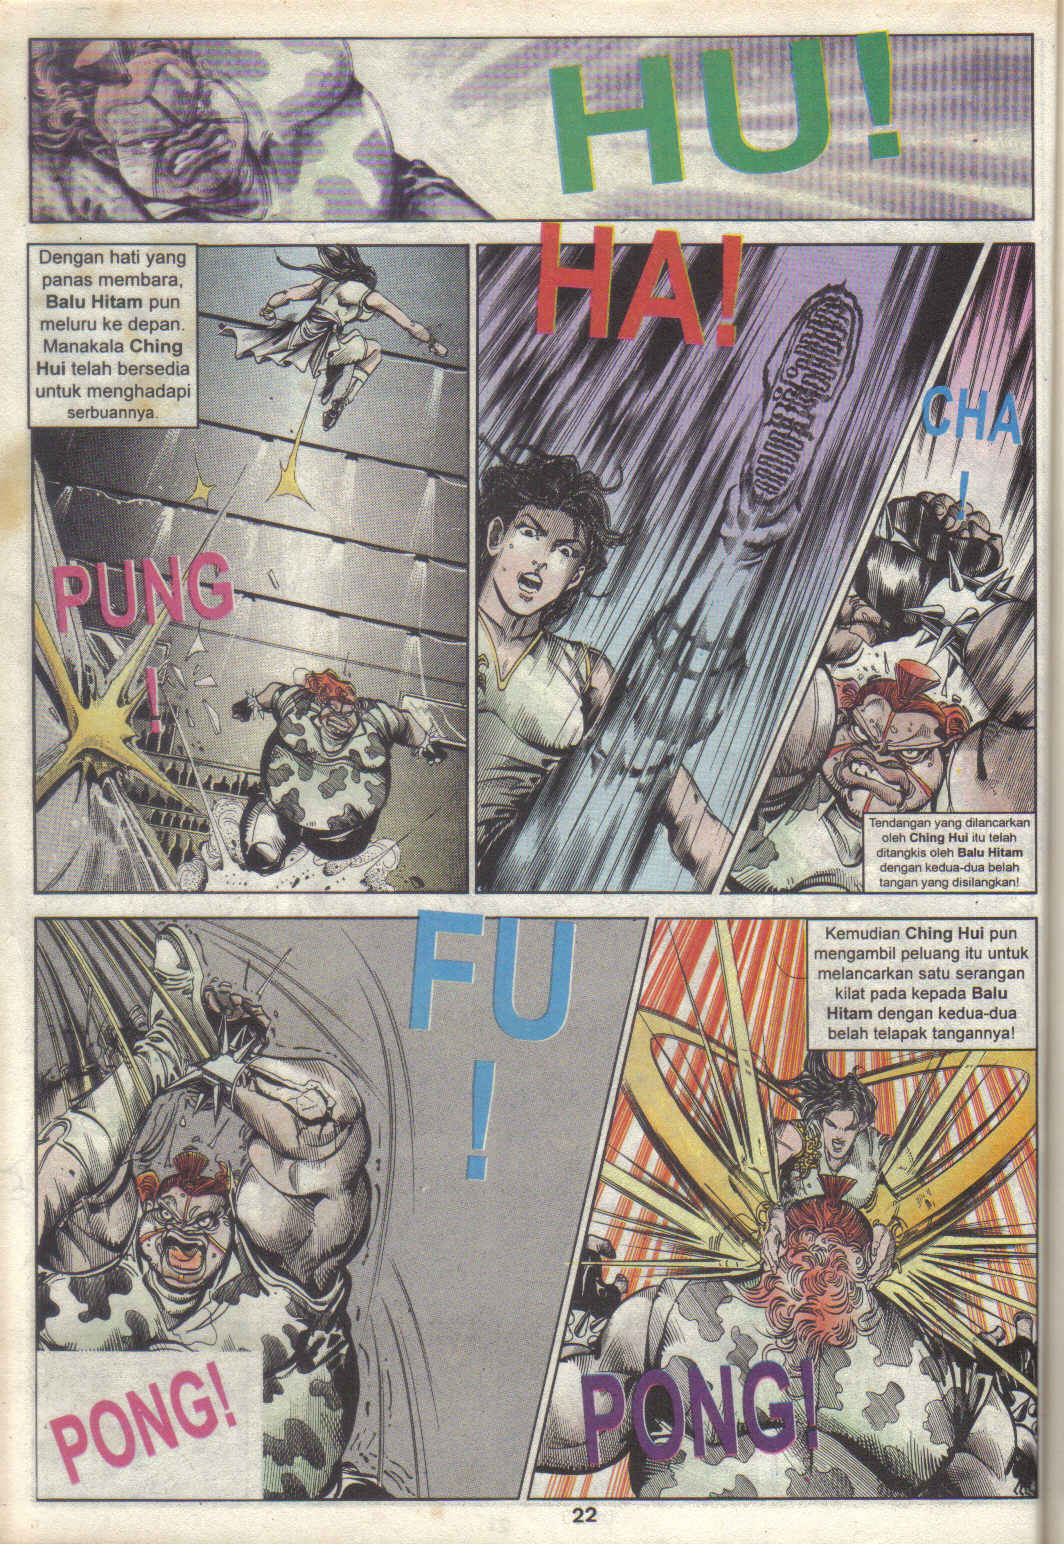 HU!
Dengan hati yang
panas membara,
Balu Hitam pun
meluru ke depan.
Manakala Ching
Hui telah bersedia
untuk menghadapi
serbuannya.
PUNG
!
HA!
CHA
!
Tendangan yang dilancarkan
oleh Ching Hui itu telah
ditangkis oleh Balu Hitam
dengan kedua-dua belah
tangan yang disilangkan!
FU
!
PONG!
Kemudian Ching Hui pun
mengambil peluang itu untuk
melancarkan satu serangan
kilat pada kepada Balu
Hitam dengan kedua-dua
belah telapak tangannya!
PONG!
22